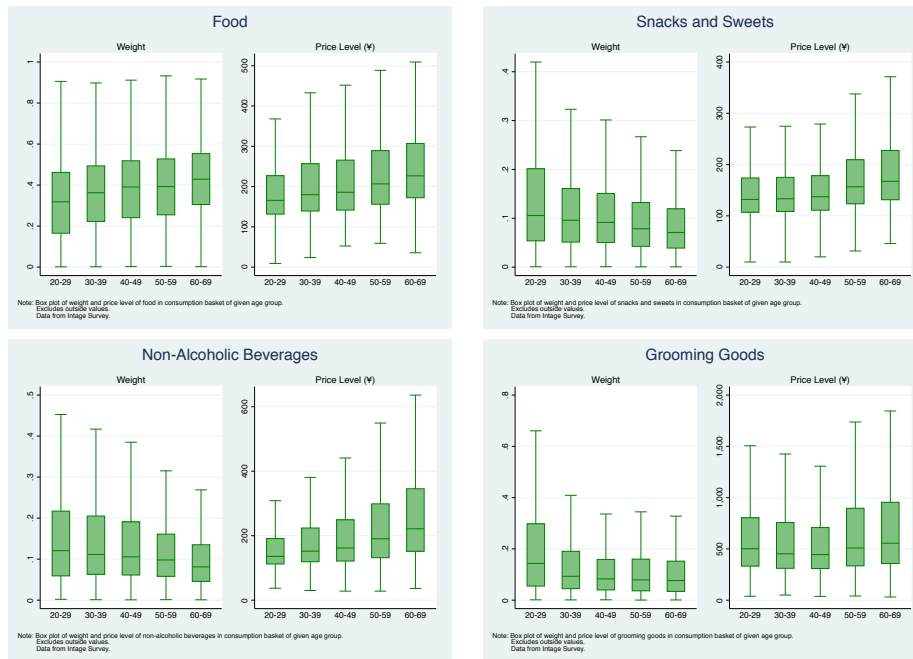 Food
Weight
Price Level (¥)
1
.8
.6
.4
.2
0
500
400
300
200
100
0
20-29 30-39 40-49 50-59 60-69
20-29 30-39 40-49 50-59 60-69
Note: Box plot of weight and price level of food in consumption basket of given age group.
Excludes outside values.
Data from Intage Survey.
Snacks and Sweets
Weight
Price Level (¥)
.4
.3
.2
.1
0
400
300
200
100
0
20-29 30-39 40-49 50-59 60-69
20-29 30-39 40-49 50-59 60-69
Note: Box plot of weight and price level of snacks and sweets in consumption basket of given age group.
Excludes outside values.
Data from Intage Survey.
Non-Alcoholic Beverages
Weight
Price Level (¥)
.5
.4
.3
.2
.1
0
600
400
200
0
20-29 30-39 40-49 50-59 60-69
20-29 30-39 40-49 50-59 60-69
Note: Box plot of weight and price level of non-alcoholic beverages in consumption basket of given age group.
Excludes outside values.
Data from Intage Survey.
Grooming Goods
Weight
Price Level (¥)
.8
.6
.4
.2
0
2,000
1,500
1,000
500
0
20-29 30-39 40-49 50-59 60-69
20-29 30-39 40-49 50-59 60-69
Note: Box plot of weight and price level of grooming goods in consumption basket of given age group.
Excludes outside values.
Data from Intage Survey.